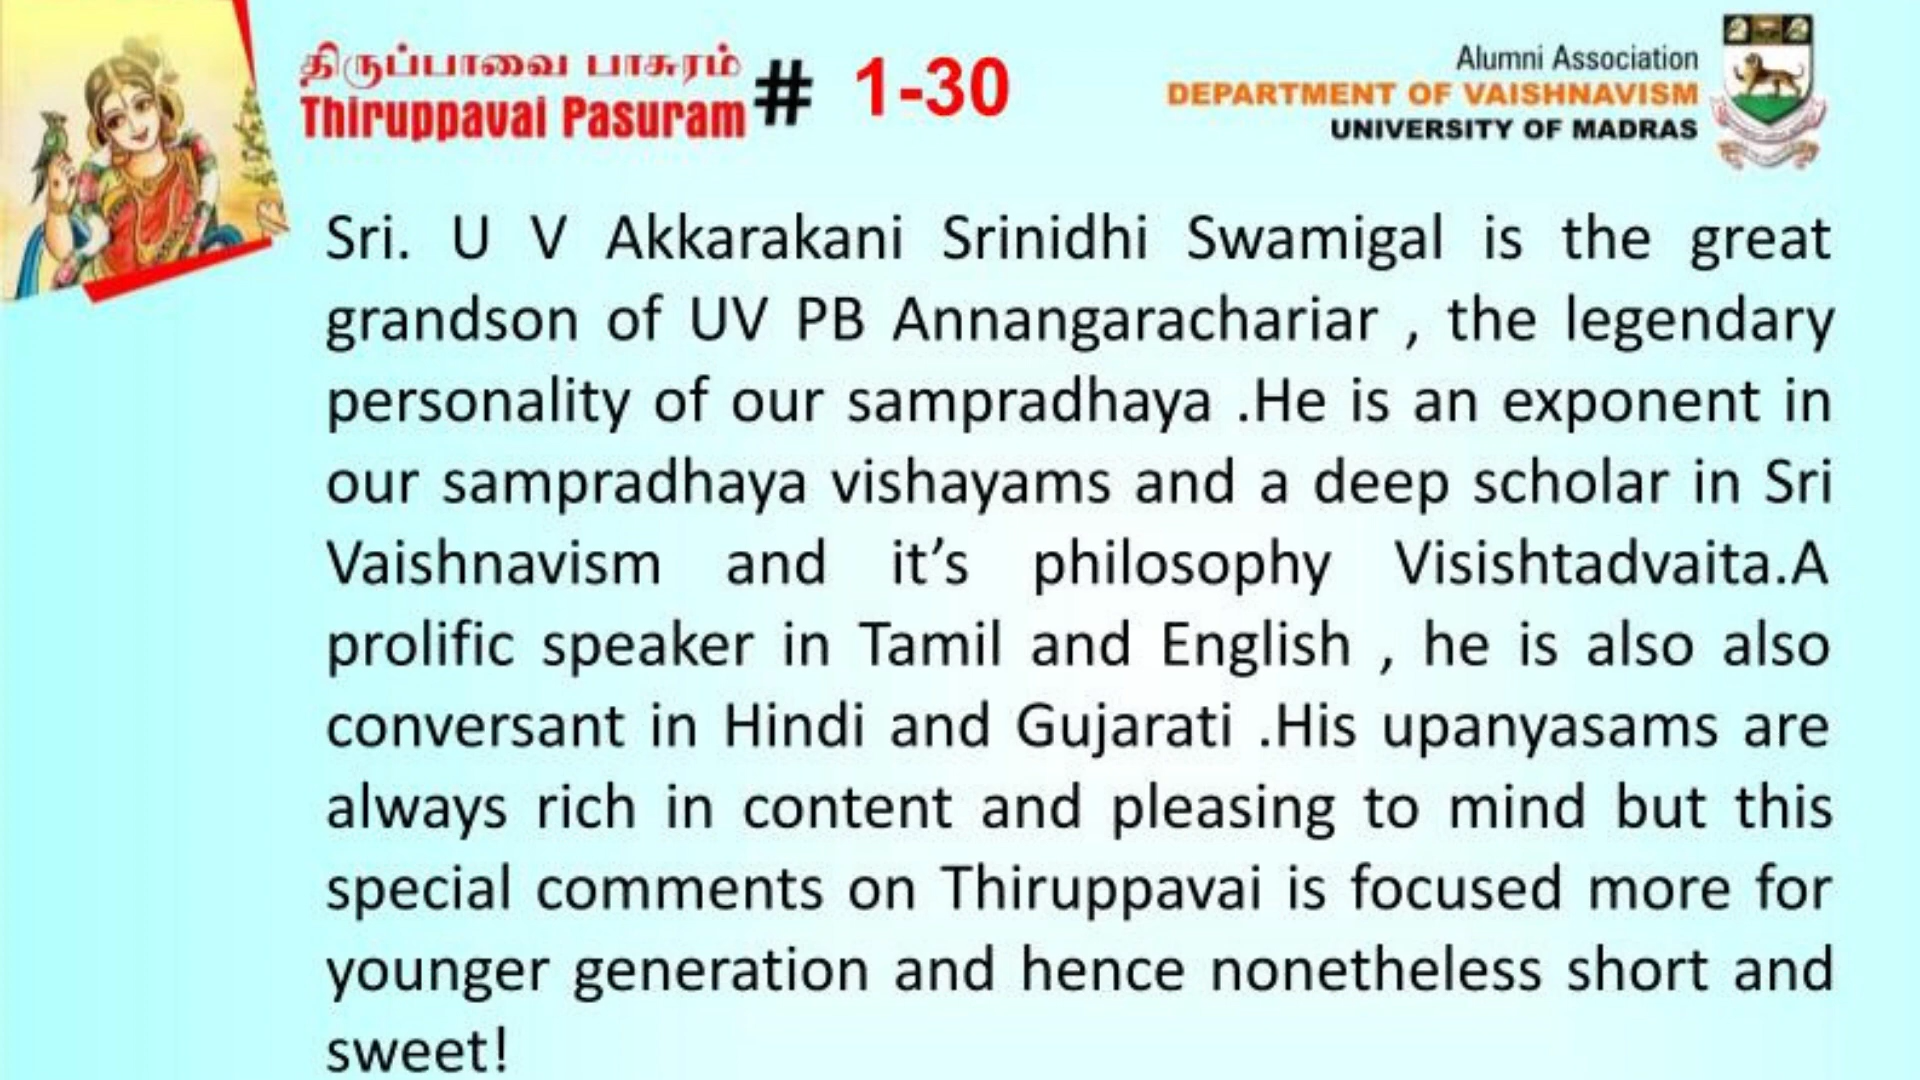 திருப்பாவை பாசுரம்
Thiruppavai Pasuram # 1-30
Alumni Association
DEPARTMENT OF VAISHNAVISM
UNIVERSITY OF MADRAS
Sri. U V Akkarakani Srinidhi Swamigal is the great
grandson of UV PB Annangarachariar , the legendary
personality of our sampradhaya .He is an exponent in
our sampradhaya vishayams and a deep scholar in Sri
Vaishnavism and it’s philosophy Visishtadvaita.A
prolific speaker in Tamil and English , he is also also
conversant in Hindi and Gujarati .His upanyasams are
always rich in content and pleasing to mind but this
special comments on Thiruppavai is focused more for
younger generation and hence nonetheless short and
sweet!